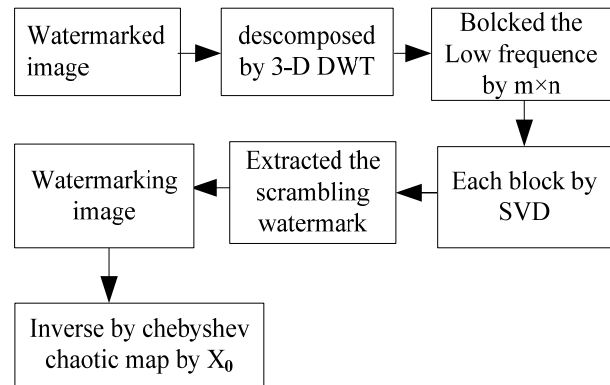 Watermarked
image
descomposed
by 3-D DWT
Bolcked the
Low frequence
by m×n
Each block by
SVD
Extracted the
scrambling
watermark
Watermarking
image
Inverse by chebyshev
chaotic map by X₀